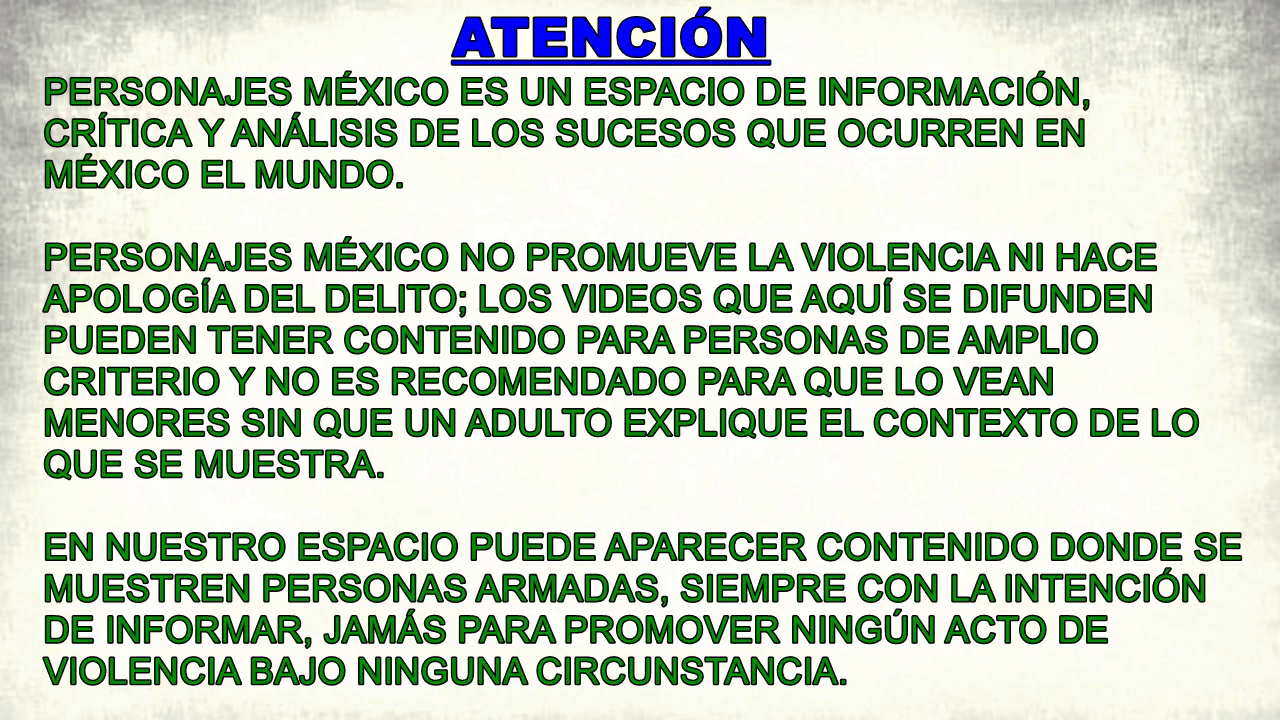 ATENCIÓN
PERSONAJES MÉXICO ES UN ESPACIO DE INFORMACIÓN,
CRÍTICA Y ANÁLISIS DE LOS SUCESOS QUE OCURREN EN
MÉXICO EL MUNDO.
PERSONAJES MÉXICO NO PROMUEVE LA VIOLENCIA NI HACE
APOLOGÍA DEL DELITO; LOS VIDEOS QUE AQUÍ SE DIFUNDEN
PUEDEN TENER CONTENIDO PARA PERSONAS DE AMPLIO
CRITERIO Y NO ES RECOMENDADO PARA QUE LO VEAN
MENORES SIN QUE UN ADULTO EXPLIQUE EL CONTEXTO DE LO
QUE SE MUESTRA.
EN NUESTRO ESPACIO PUEDE APARECER CONTENIDO DONDE SE
MUESTREN PERSONAS ARMADAS, SIEMPRE CON LA INTENCIÓN
DE INFORMAR, JAMÁS PARA PROMOVER NINGÚN ACTO DE
VIOLENCIA BAJO NINGUNA CIRCUNSTANCIA.